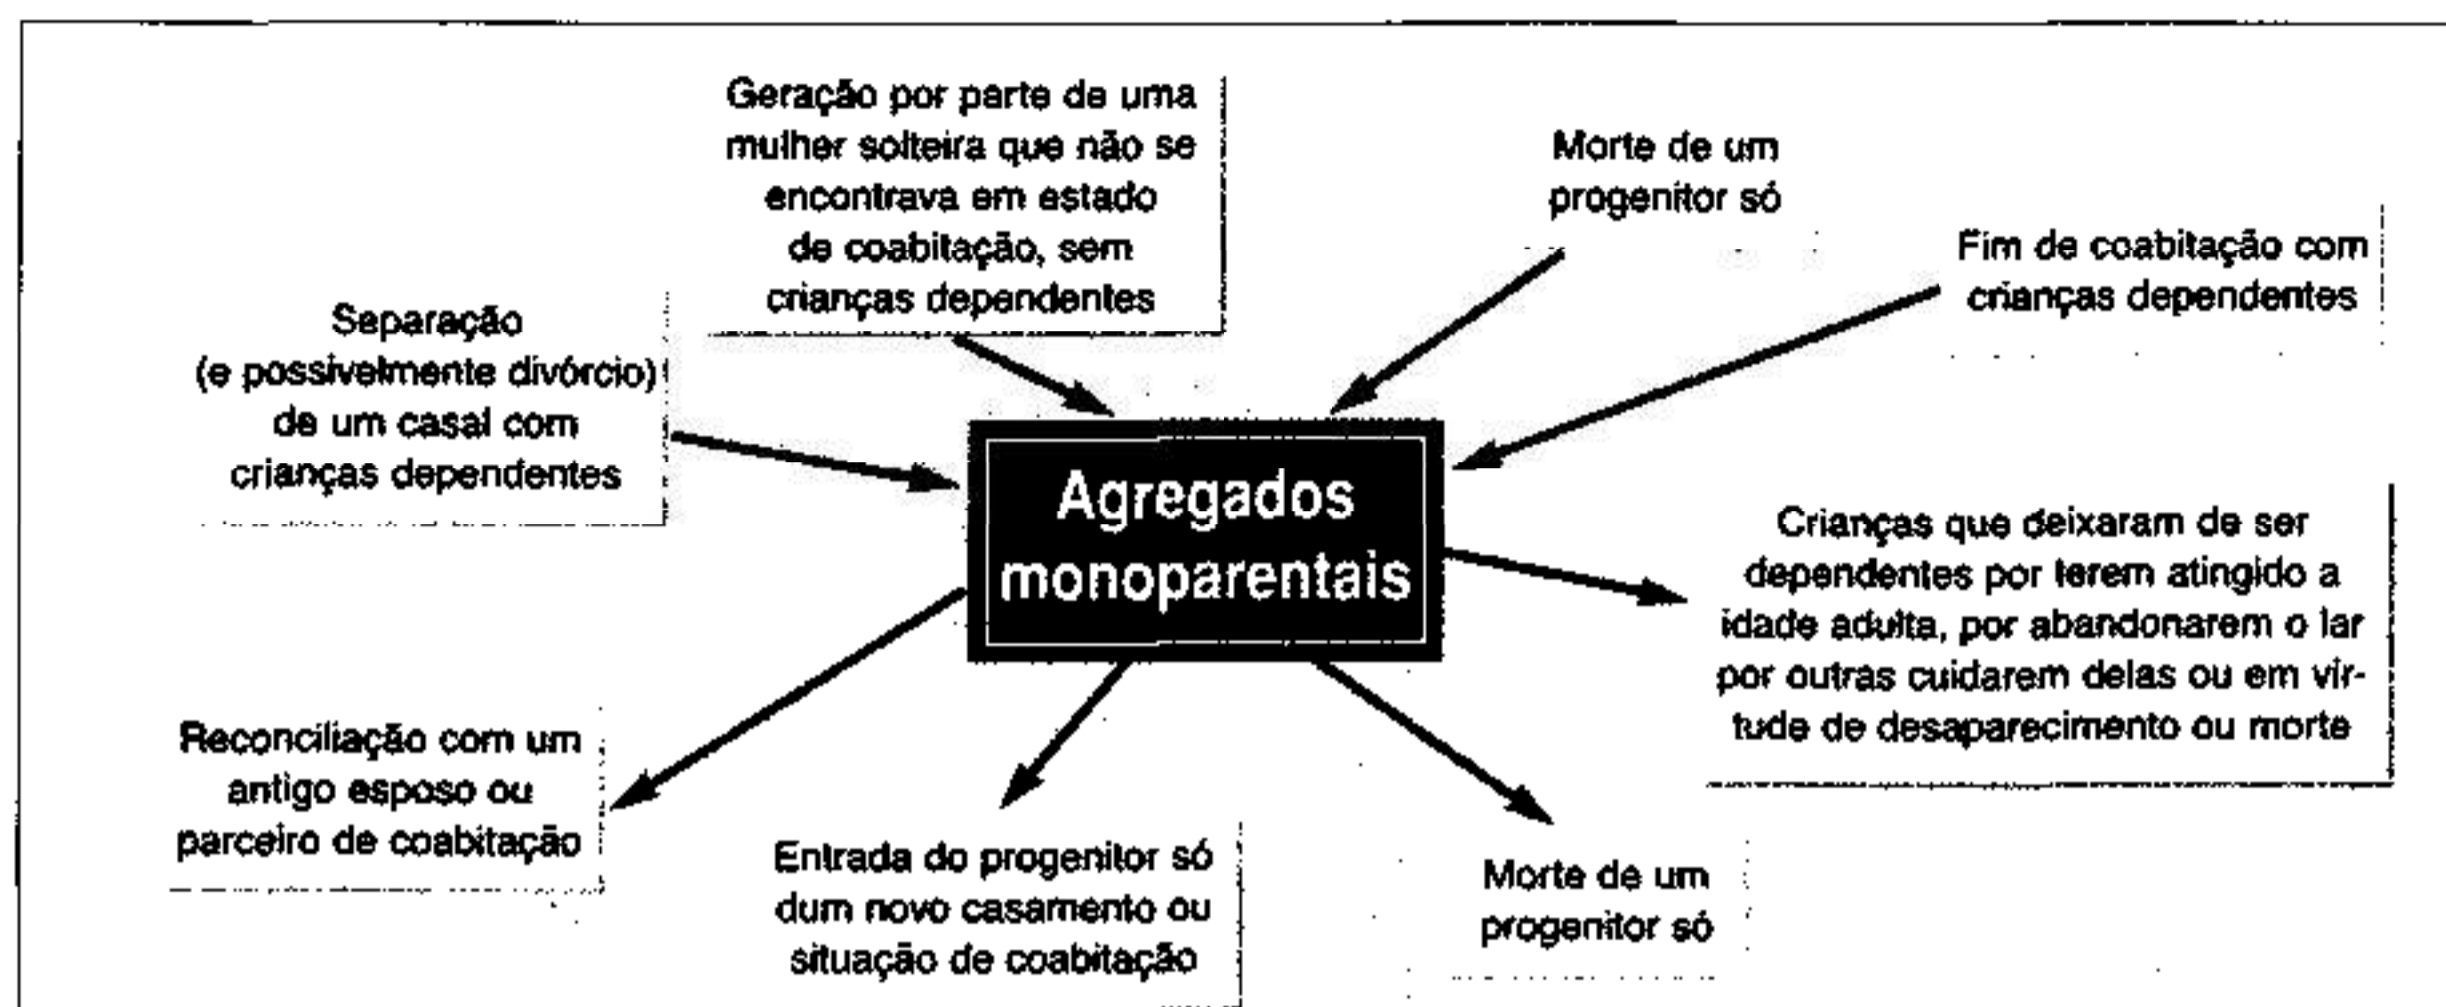 Geração por parte de uma
mulher solteira que não se
encontrava em estado
de coabitação, sem
crianças dependentes
Morte de um
progenitor só
Fim de coabitação com
crianças dependentes
Separação
(e possivelmente divórcio)
de um casal com
crianças dependentes
Agregados
monoparentais
Crianças que deixaram de ser
dependentes por terem atingido a
idade adulta, por abandonarem o lar
por outras cuidarem delas ou em vir-
tude de desaparecimento ou morte
Reconciliação com um
antigo esposo ou
parceiro de coabitação
Entrada do progenitor só
dum novo casamento ou
situação de coabitação
Morte de um
progenitor só